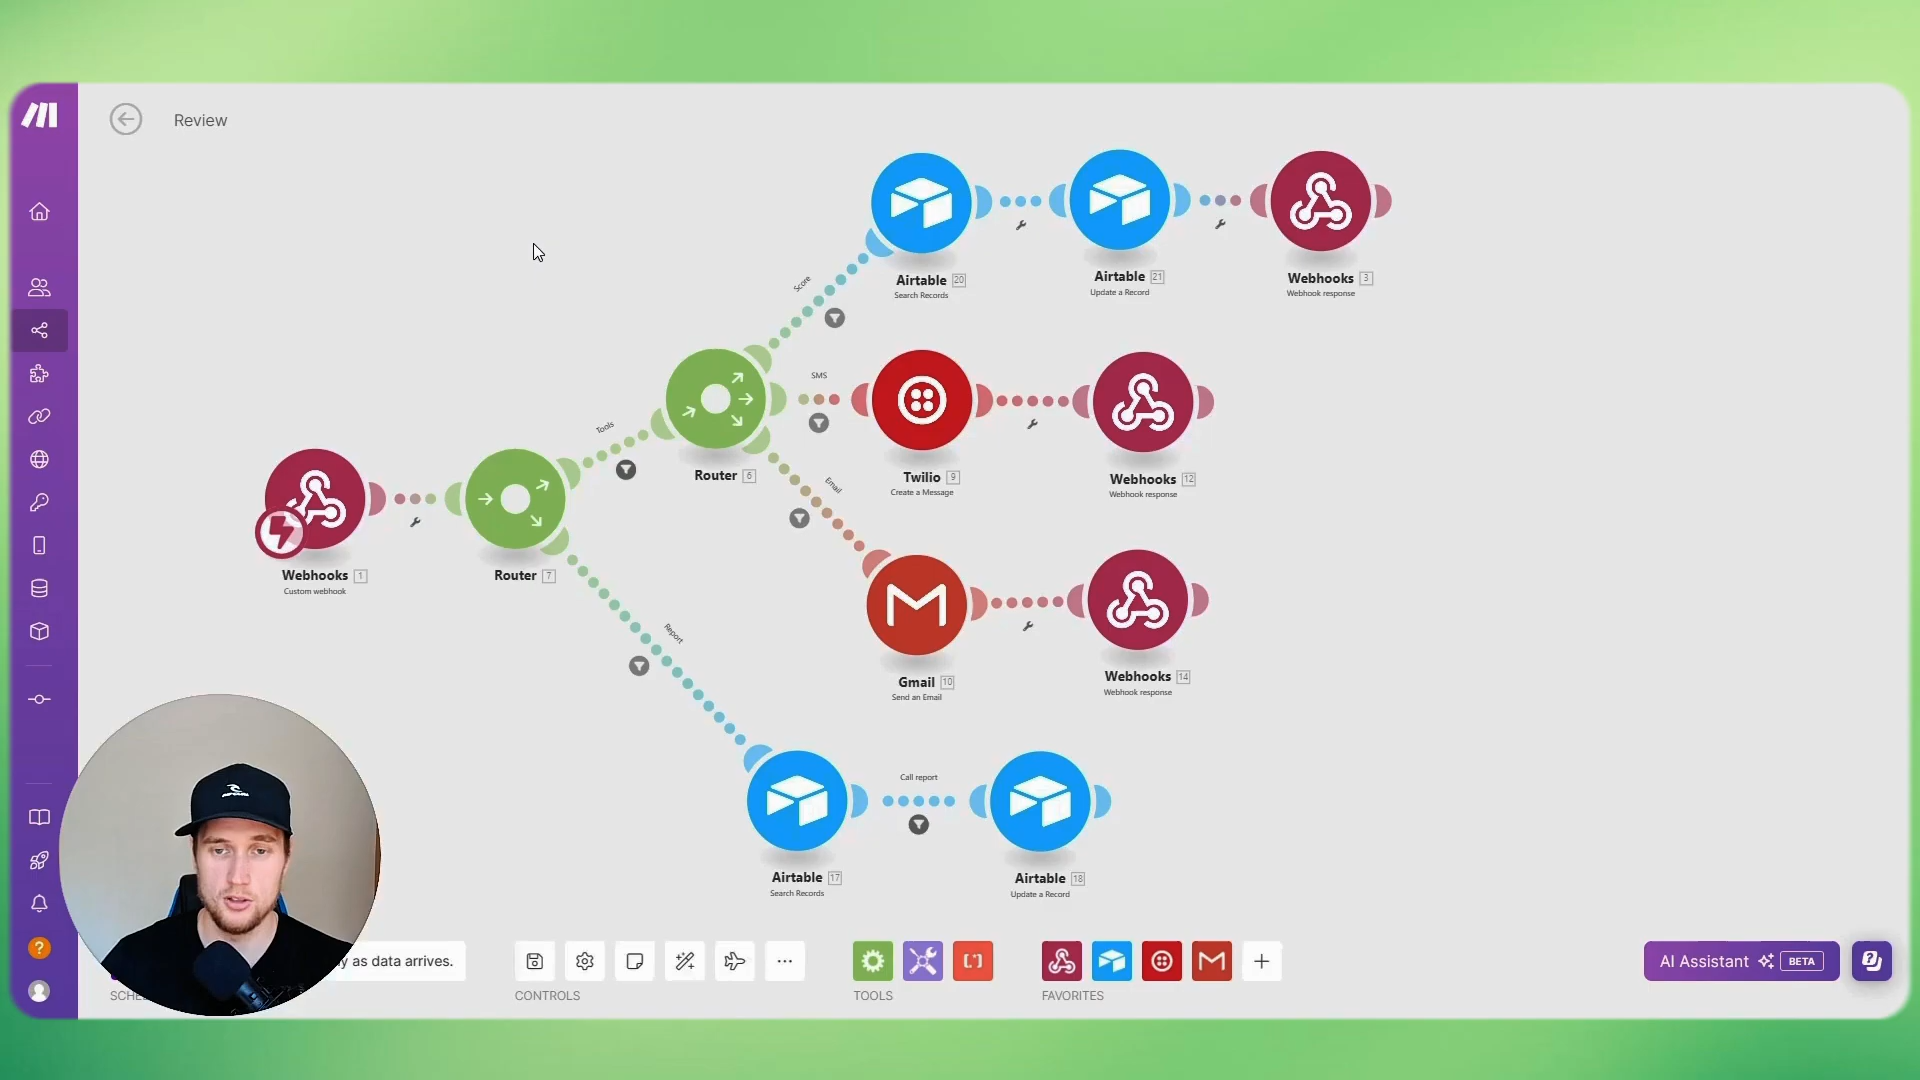 Review
Airtable 20
Search Records
Airtable 21
Update a Record
Webhooks 3
Webhook response
Score
SMS
Tools
Router 6
Twilio 9
Create a Message
Webhooks 12
Webhook response
Email
Webhooks 1
Custom webhook
Router 7
Report
Gmail 10
Send an Email
Webhooks 14
Webhook response
Call report
Airtable 17
Search Records
Airtable 18
Update a Record
as data arrives.
CONTROLS
TOOLS
FAVORITES
AI Assistant BETA